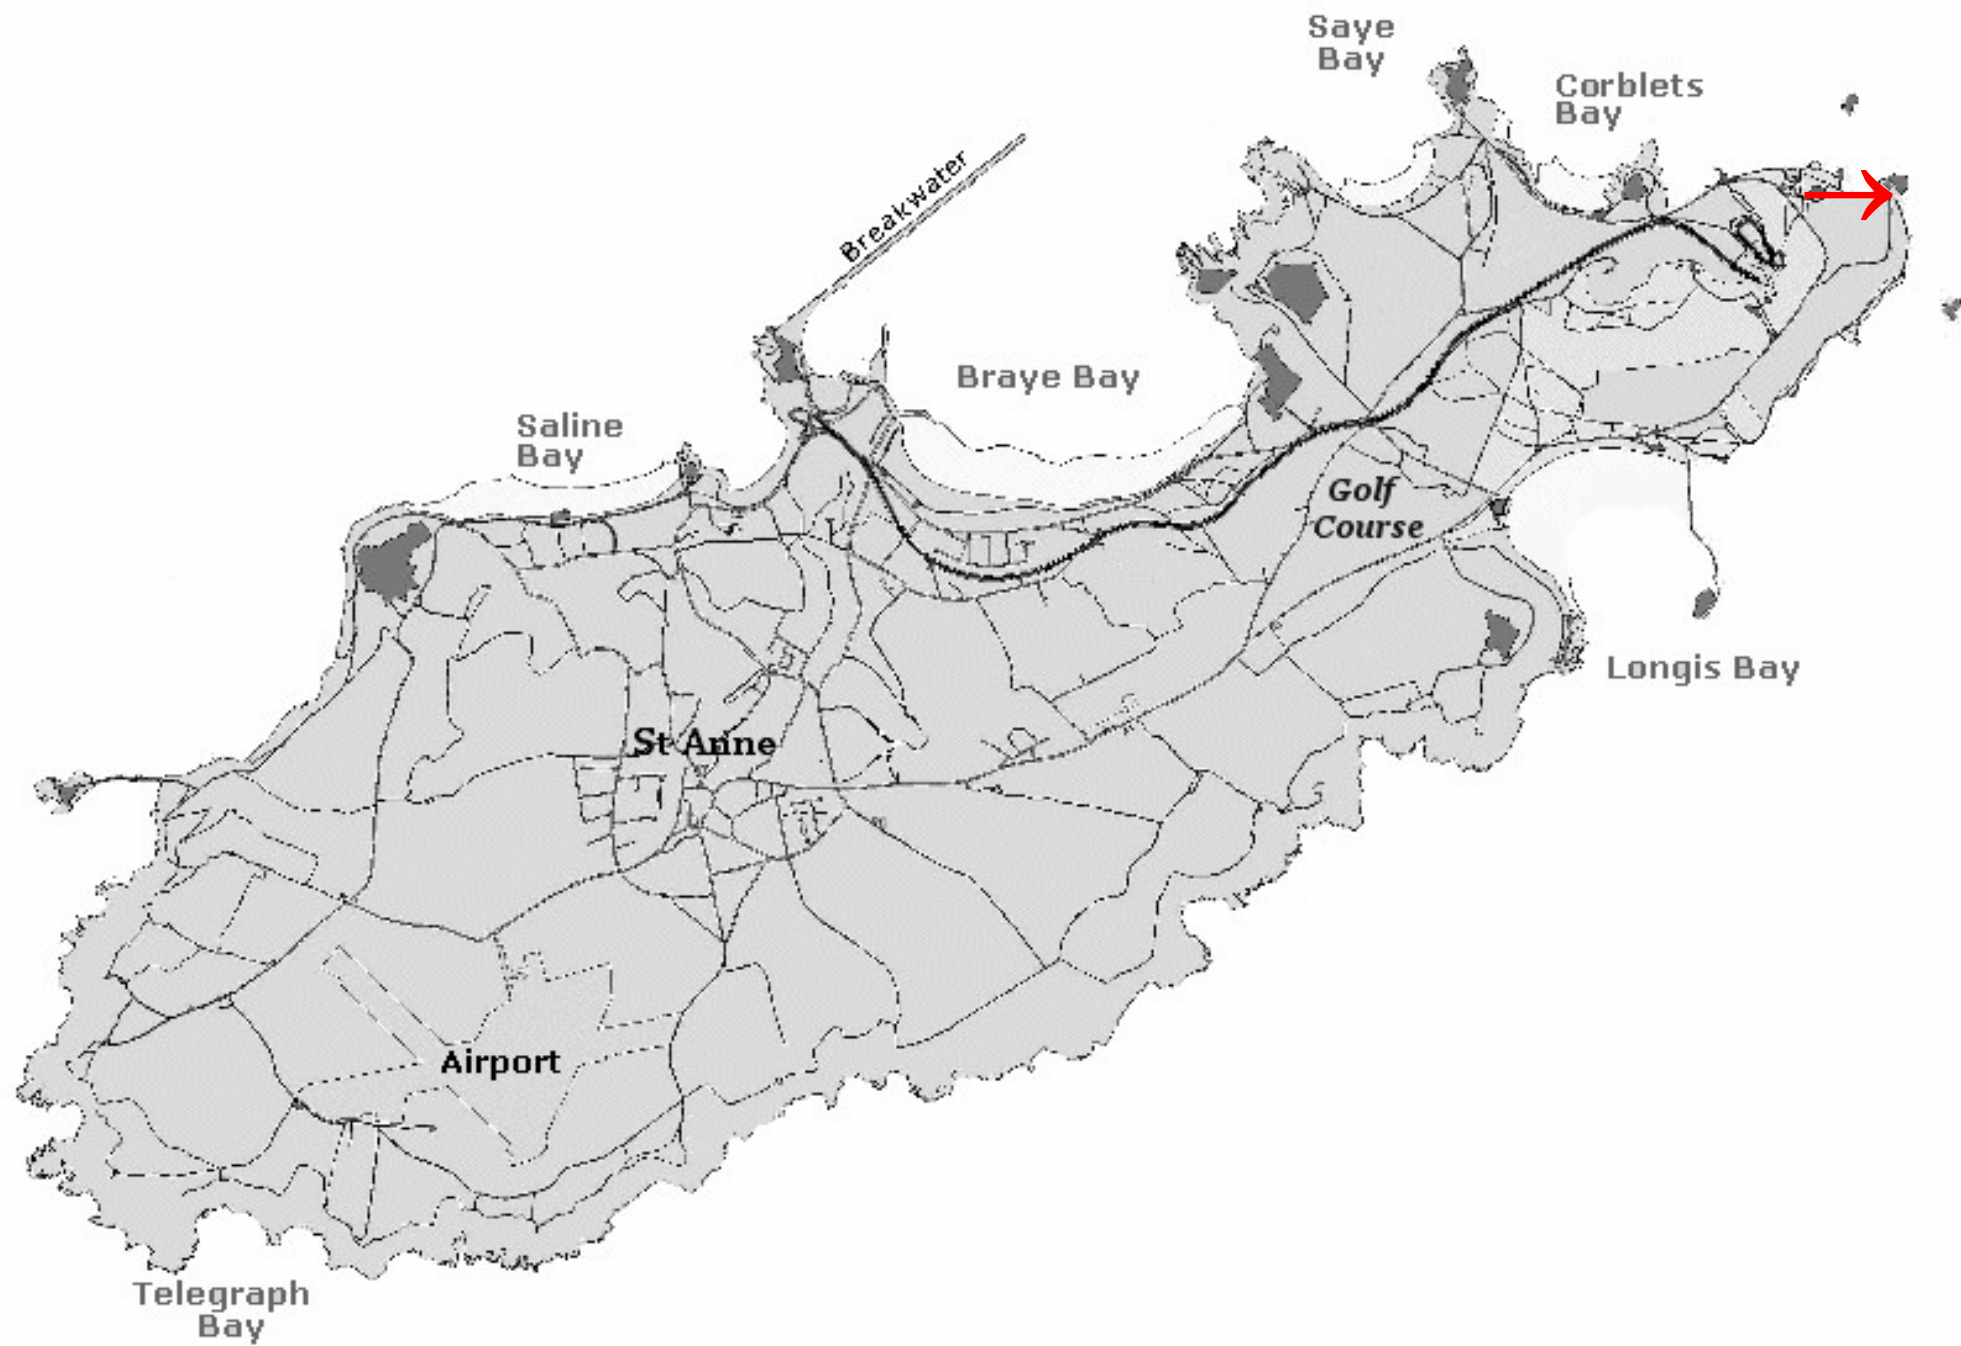 Saye
Bay
Corblets
Bay
Breakwater
Braye Bay
Saline
Bay
Golf
Course
Longis Bay
St Anne
Airport
Telegraph
Bay